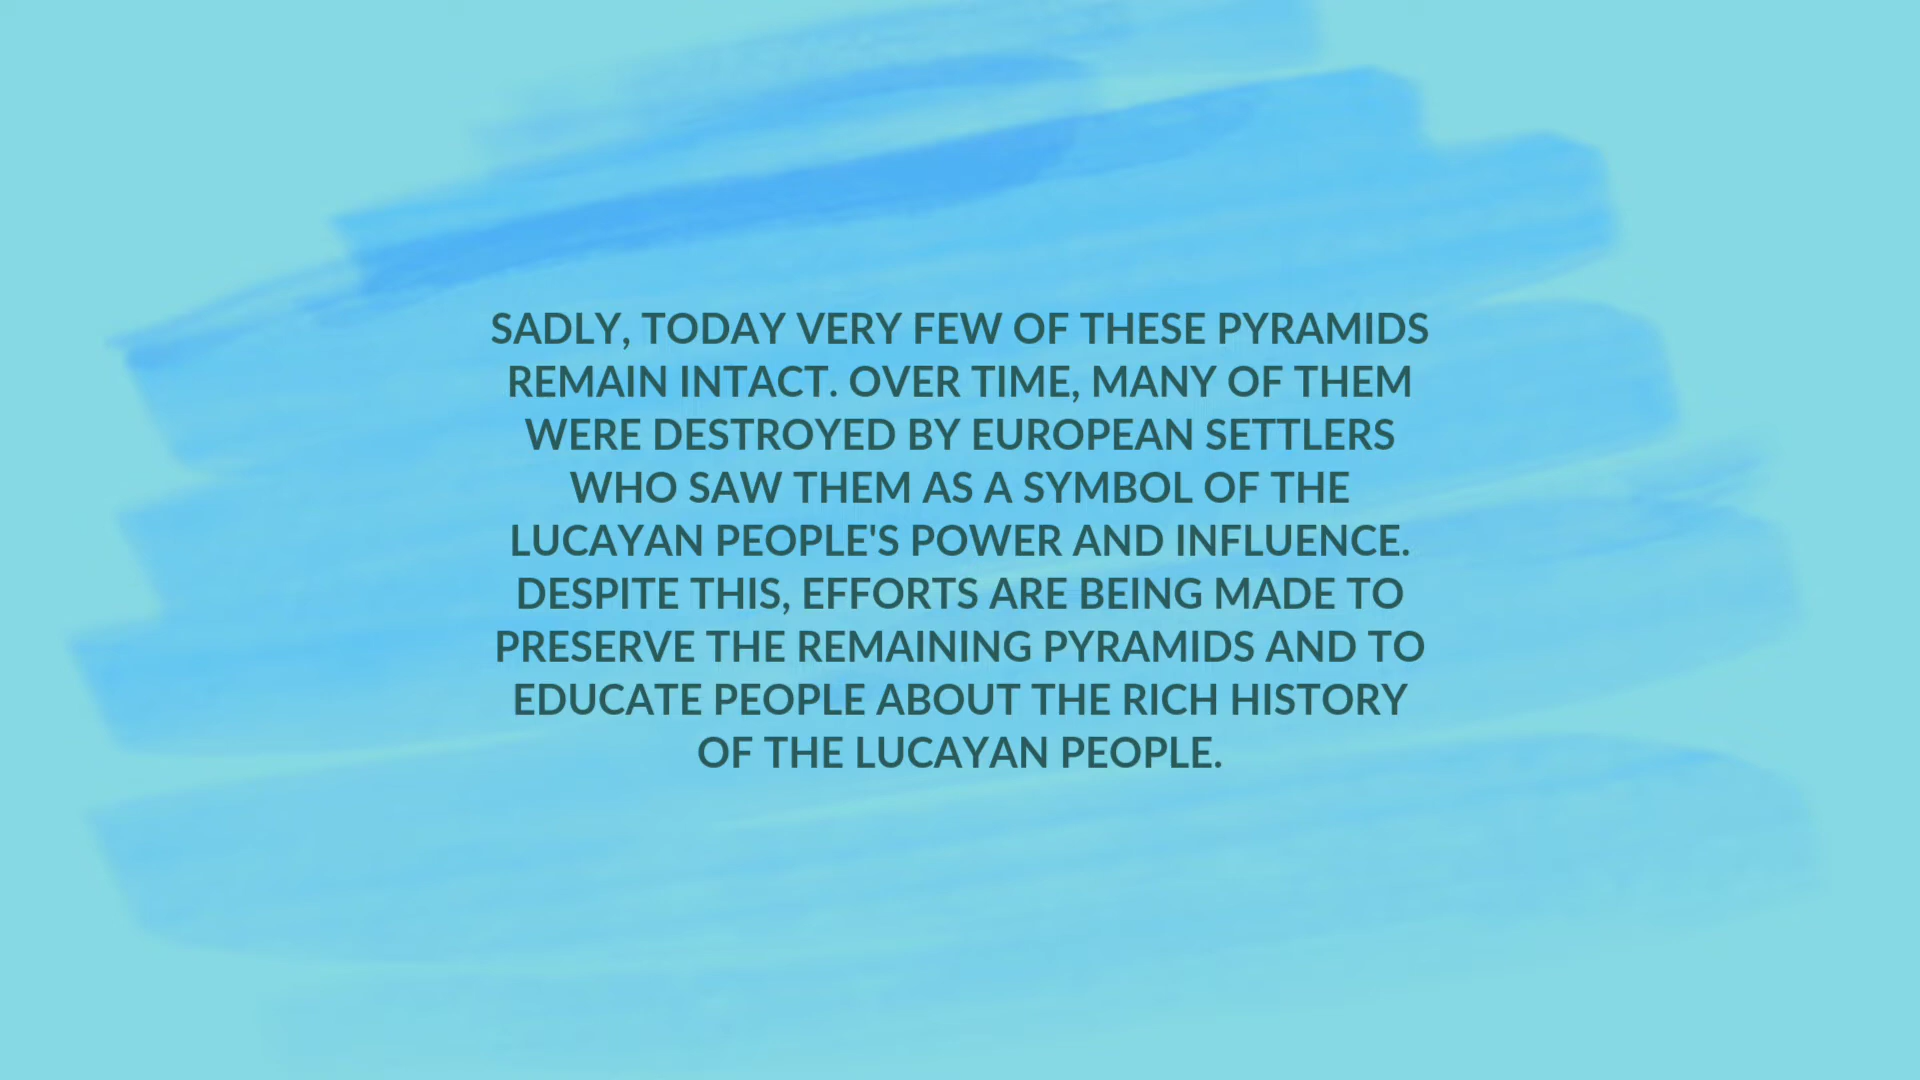 SADLY, TODAY VERY FEW OF THESE PYRAMIDS
REMAIN INTACT. OVER TIME, MANY OF THEM
WERE DESTROYED BY EUROPEAN SETTLERS
WHO SAW THEM AS A SYMBOL OF THE
LUCAYAN PEOPLE'S POWER AND INFLUENCE.
DESPITE THIS, EFFORTS ARE BEING MADE TO
PRESERVE THE REMAINING PYRAMIDS AND TO
EDUCATE PEOPLE ABOUT THE RICH HISTORY
OF THE LUCAYAN PEOPLE.